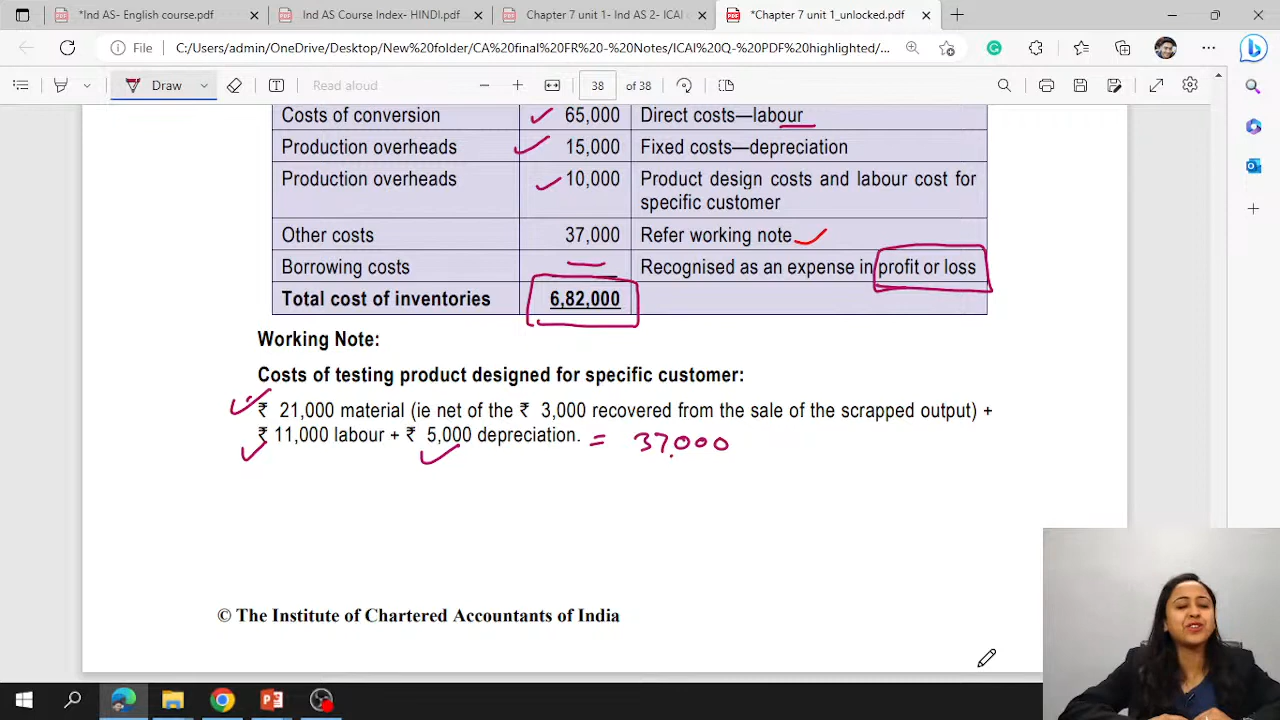 *Ind AS- English course.pdf
Ind AS Course Index- HINDI.pdf
Chapter 7 unit 1- Ind AS 2- ICAI
*Chapter 7 unit 1_unlocked.pdf
File
C:/Users/admin/OneDrive/Desktop/New%20folder/CA%20final%20FR%20-%20Notes/ICAI%20Q-%20PDF%20highlighted/...
Draw
Read aloud
38 of 38
Costs of conversion 65,000 Direct costs—labour
Production overheads 15,000 Fixed costs—depreciation
Production overheads 10,000 Product design costs and labour cost for
specific customer
Other costs 37,000 Refer working note
Borrowing costs Recognised as an expense in profit or loss
Total cost of inventories 6,82,000
Working Note:
Costs of testing product designed for specific customer:
₹ 21,000 material (ie net of the ₹ 3,000 recovered from the sale of the scrapped output) +
₹ 11,000 labour + ₹ 5,000 depreciation. = 37,000
© The Institute of Chartered Accountants of India